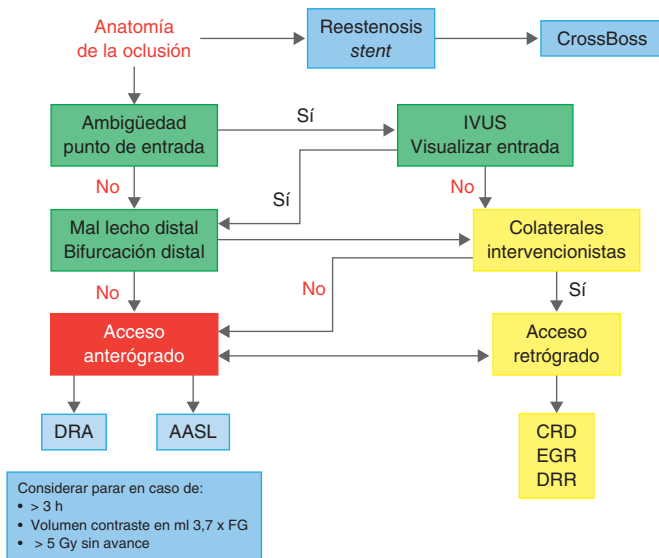 Anatomía
de la oclusión
Reestenosis
stent
CrossBoss
Ambigüedad
punto de entrada
Sí
IVUS
Visualizar entrada
No
Sí
No
Mal lecho distal
Bifurcación distal
Colaterales
intervencionistas
No
No
Sí
Acceso
anterógrado
Acceso
retrógrado
DRA
AASL
CRD
EGR
DRR
Considerar parar en caso de:
• > 3 h
• Volumen contraste en ml 3,7 x FG
• > 5 Gy sin avance